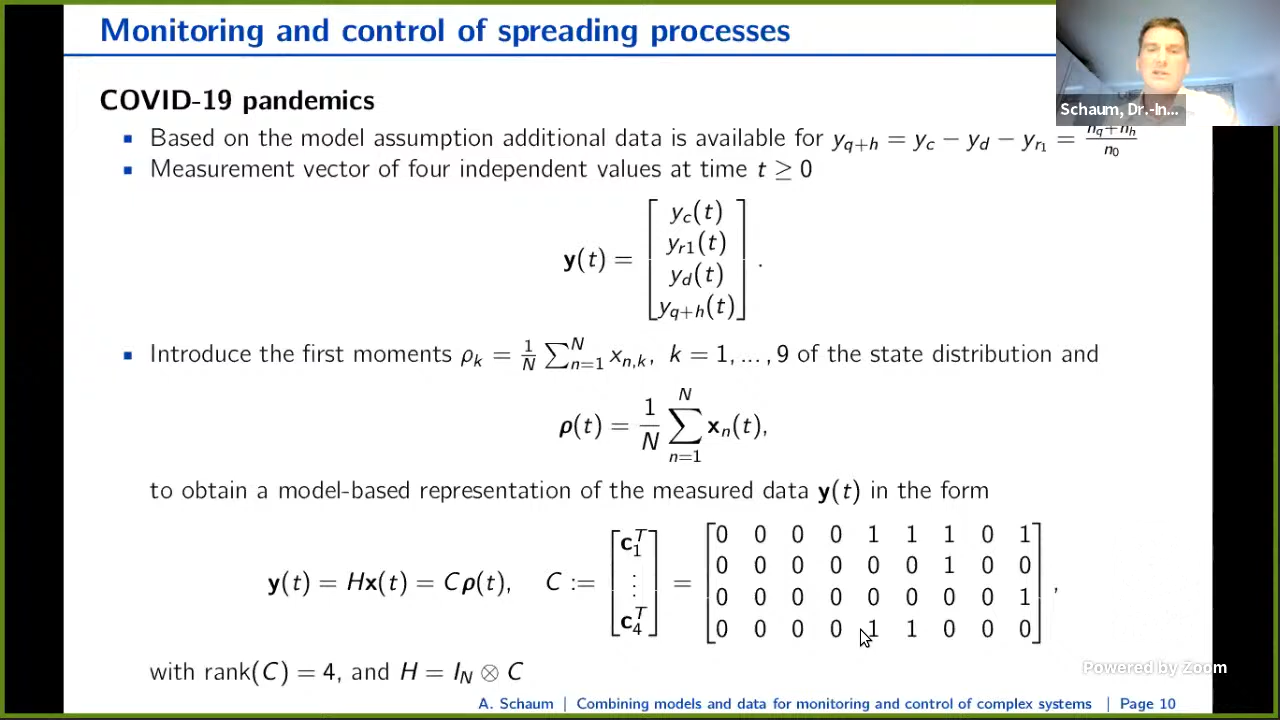 Monitoring and control of spreading processes
Schaum, Dr.-In...
COVID-19 pandemics
Based on the model assumption additional data is available for y_{q+h} = y_c − y_d − y_{r_1} = \frac{n_q+n_h}{n_0}
Measurement vector of four independent values at time t ≥ 0
y(t) = [ y_c(t)
y_{r1}(t)
y_d(t)
y_{q+h}(t) ] .
Introduce the first moments ρ_k = \frac{1}{N} ∑_{n=1}^{N} x_{n,k}, k = 1, ..., 9 of the state distribution and
ρ(t) = \frac{1}{N} ∑_{n=1}^{N} x_n(t),
to obtain a model-based representation of the measured data y(t) in the form
y(t) = Hx(t) = Cρ(t), C := [ c_1^T ⋮ c_4^T ] =
[ 0 0 0 0 1 1 1 0 1
0 0 0 0 0 0 1 0 0
0 0 0 0 0 0 0 0 1
0 0 0 0 1 1 0 0 0 ] ,
with rank(C) = 4, and H = I_N ⊗ C
Powered by Zoom
A. Schaum | Combining models and data for monitoring and control of complex systems | Page 10